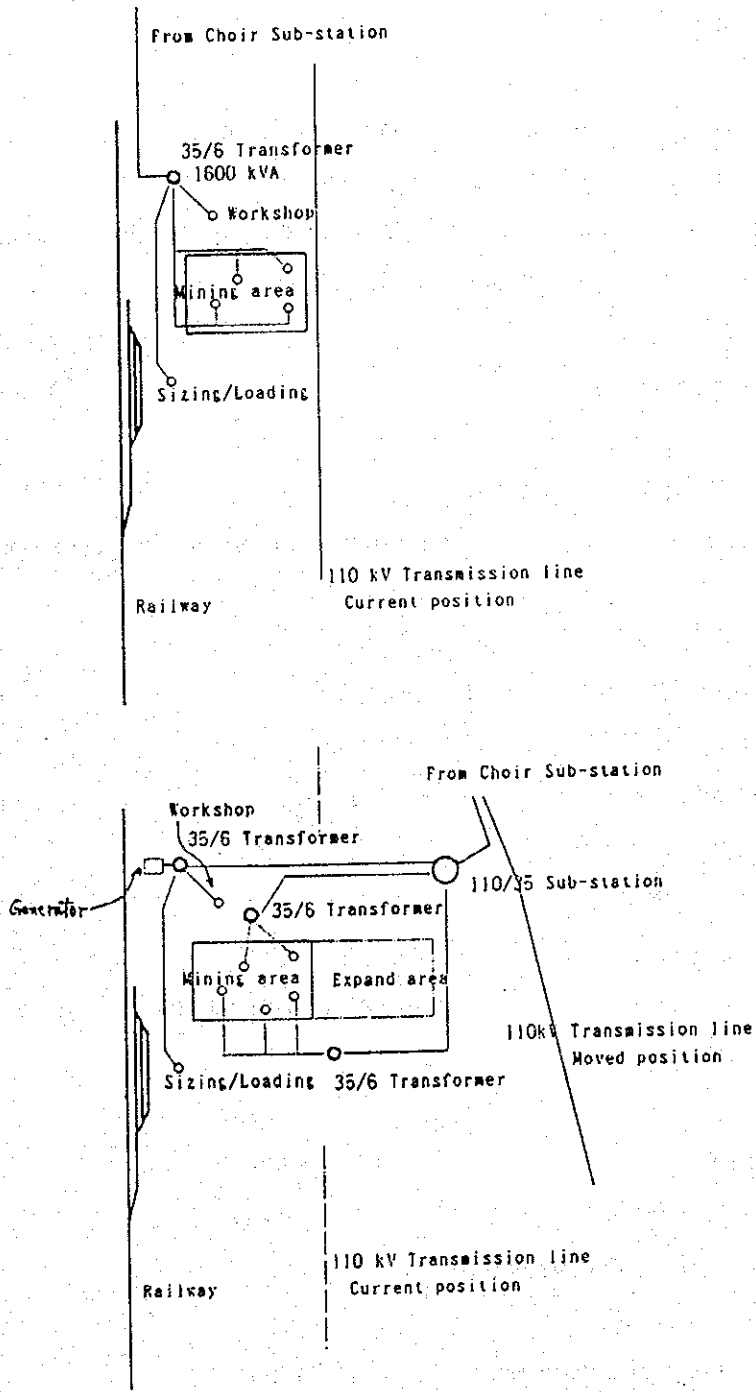 From Choir Sub-station
35/6 Transformer
1600 kVA
Workshop
Mining area
Sizing/Loading
110 kV Transmission line
Current position
Railway
From Choir Sub-station
Workshop
35/6 Transformer
110/35 Sub-station
Generator
35/6 Transformer
Mining area
Expand area
110kV Transmission line
Moved position
Sizing/Loading
35/6 Transformer
110 kV Transmission line
Current position
Railway